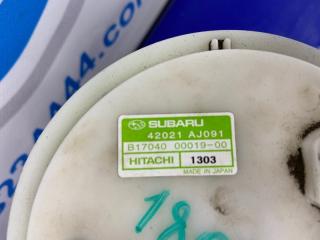 SUBARU
42021 AJ091
B17040 00019-00
HITACHI 1303
MADE IN JAPAN